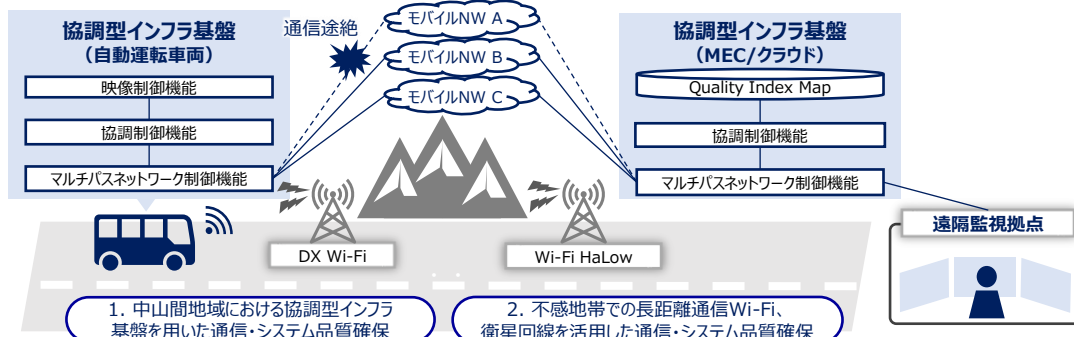 協調型インフラ基盤
（自動運転車両）
映像制御機能
協調制御機能
マルチパスネットワーク制御機能
通信途絶
モバイルNW A
モバイルNW B
モバイルNW C
協調型インフラ基盤
（MEC/クラウド）
Quality Index Map
協調制御機能
マルチパスネットワーク制御機能
遠隔監視拠点
DX Wi-Fi
Wi-Fi HaLow
1. 中山間地域における協調型インフラ
基盤を用いた通信・システム品質確保
2. 不感地帯での長距離通信Wi-Fi、
衛星回線を活用した通信・システム品質確保